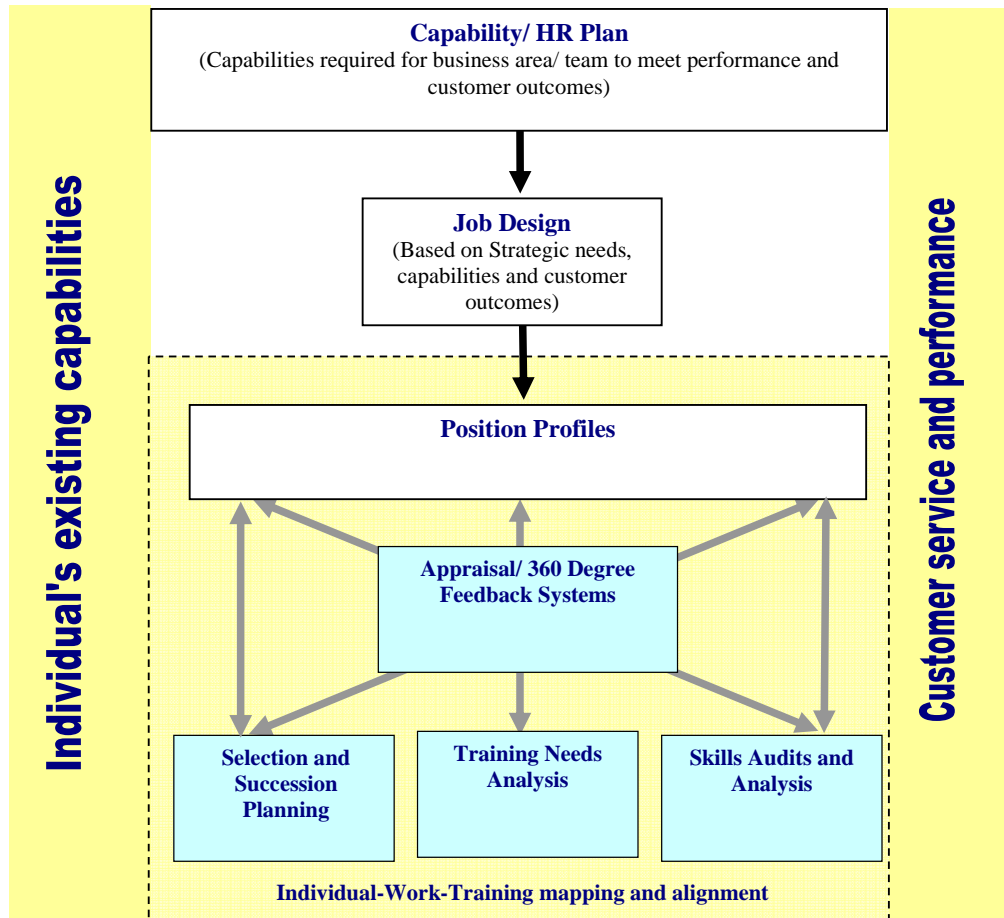 Capability/ HR Plan
(Capabilities required for business area/ team to meet performance and
customer outcomes)
Individual's existing capabilities
Customer service and performance
Job Design
(Based on Strategic needs,
capabilities and customer
outcomes)
Position Profiles
Appraisal/ 360 Degree
Feedback Systems
Selection and
Succession
Planning
Training Needs
Analysis
Skills Audits and
Analysis
Individual-Work-Training mapping and alignment